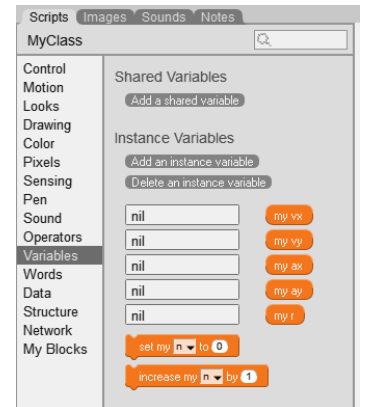 Scripts Images Sounds Notes
MyClass
Control
Motion
Looks
Drawing
Color
Pixels
Sensing
Pen
Sound
Operators
Variables
Words
Data
Structure
Network
My Blocks
Shared Variables
Add a shared variable
Instance Variables
Add an instance variable
Delete an instance variable
nil my vx
nil my vy
nil my ax
nil my ay
nil my r
set my n to 0
increase my n by 1